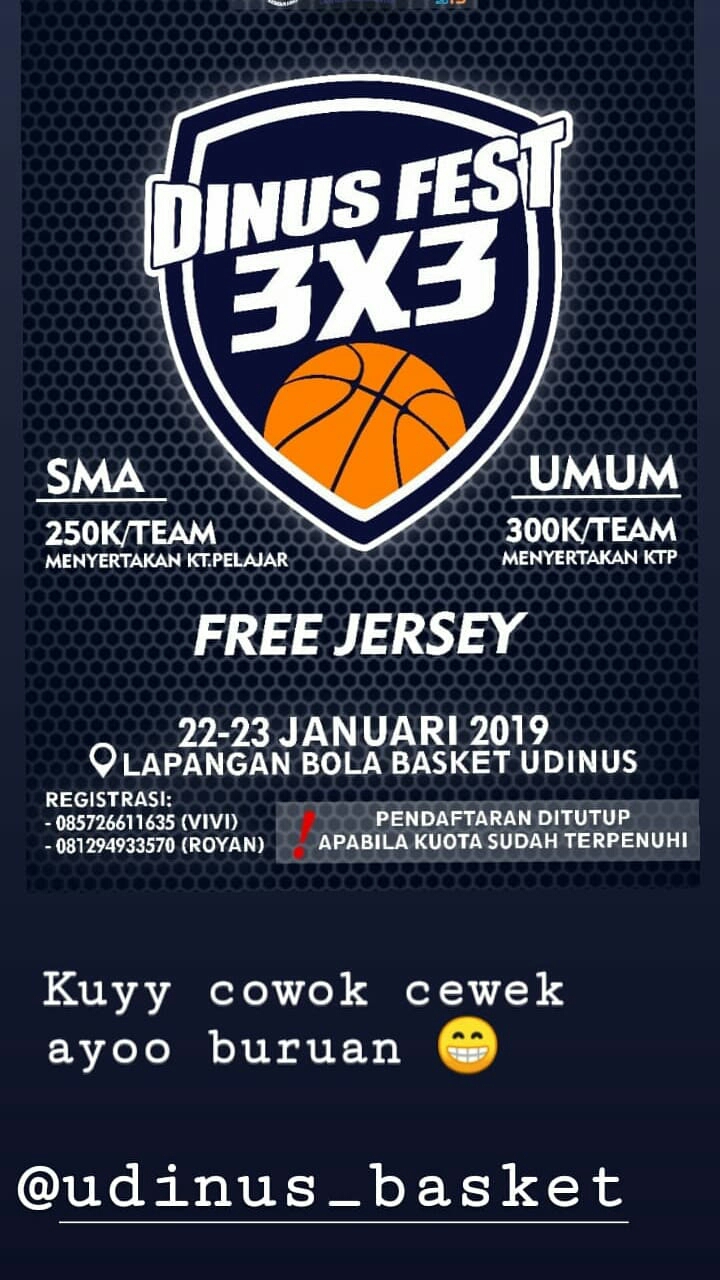 DINUS FEST
3X3
SMA
250K/TEAM
MENYERTAKAN KT.PELAJAR
UMUM
300K/TEAM
MENYERTAKAN KTP
FREE JERSEY
22-23 JANUARI 2019
LAPANGAN BOLA BASKET UDINUS
REGISTRASI:
- 085726611635 (VIVI)
- 081294933570 (ROYAN)
PENDAFTARAN DITUTUP
APABILA KUOTA SUDAH TERPENUHI
Kuyy cowok cewek
ayoo buruan 😁
@udinus_basket